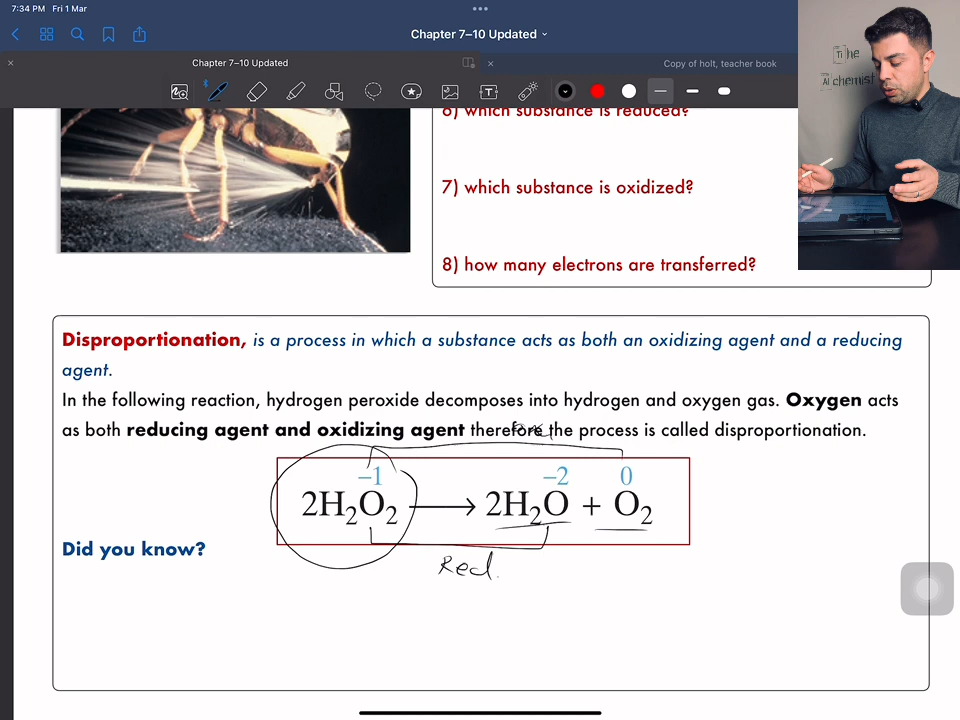 7:34 PM Fri 1 Mar
Chapter 7–10 Updated
Chapter 7–10 Updated
Copy of holt, teacher book
The
Alchemist
6) which substance is reduced?
7) which substance is oxidized?
8) how many electrons are transferred?
Disproportionation, is a process in which a substance acts as both an oxidizing agent and a reducing
agent.
In the following reaction, hydrogen peroxide decomposes into hydrogen and oxygen gas. Oxygen acts
as both reducing agent and oxidizing agent therefore the process is called disproportionation.
−1 −2 0
2H₂O₂ ⟶ 2H₂O + O₂
Did you know?
Red.